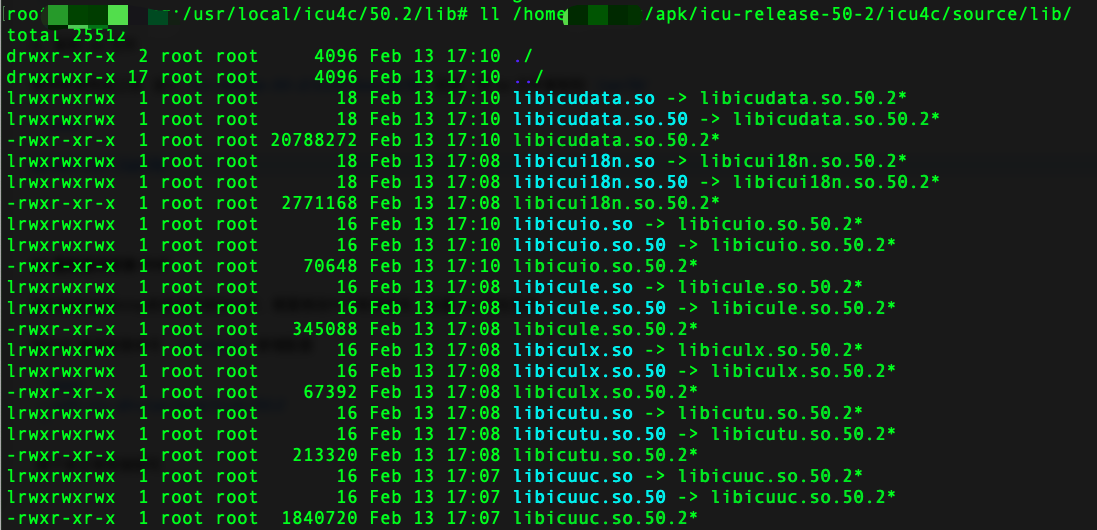 root :/usr/local/icu4c/50.2/lib# ll /home /apk/icu-release-50-2/icu4c/source/lib/
total 25512
drwxr-xr-x 2 root root 4096 Feb 13 17:10 ./
drwxrwxr-x 17 root root 4096 Feb 13 17:10 ../
lrwxrwxrwx 1 root root 18 Feb 13 17:10 libicudata.so -> libicudata.so.50.2*
lrwxrwxrwx 1 root root 18 Feb 13 17:10 libicudata.so.50 -> libicudata.so.50.2*
-rwxr-xr-x 1 root root 20788272 Feb 13 17:10 libicudata.so.50.2*
lrwxrwxrwx 1 root root 18 Feb 13 17:08 libicui18n.so -> libicui18n.so.50.2*
lrwxrwxrwx 1 root root 18 Feb 13 17:08 libicui18n.so.50 -> libicui18n.so.50.2*
-rwxr-xr-x 1 root root 2771168 Feb 13 17:08 libicui18n.so.50.2*
lrwxrwxrwx 1 root root 16 Feb 13 17:10 libicuio.so -> libicuio.so.50.2*
lrwxrwxrwx 1 root root 16 Feb 13 17:10 libicuio.so.50 -> libicuio.so.50.2*
-rwxr-xr-x 1 root root 70648 Feb 13 17:10 libicuio.so.50.2*
lrwxrwxrwx 1 root root 16 Feb 13 17:08 libicule.so -> libicule.so.50.2*
lrwxrwxrwx 1 root root 16 Feb 13 17:08 libicule.so.50 -> libicule.so.50.2*
-rwxr-xr-x 1 root root 345088 Feb 13 17:08 libicule.so.50.2*
lrwxrwxrwx 1 root root 16 Feb 13 17:08 libiculx.so -> libiculx.so.50.2*
lrwxrwxrwx 1 root root 16 Feb 13 17:08 libiculx.so.50 -> libiculx.so.50.2*
-rwxr-xr-x 1 root root 67392 Feb 13 17:08 libiculx.so.50.2*
lrwxrwxrwx 1 root root 16 Feb 13 17:08 libicutu.so -> libicutu.so.50.2*
lrwxrwxrwx 1 root root 16 Feb 13 17:08 libicutu.so.50 -> libicutu.so.50.2*
-rwxr-xr-x 1 root root 213320 Feb 13 17:08 libicutu.so.50.2*
lrwxrwxrwx 1 root root 16 Feb 13 17:07 libicuuc.so -> libicuuc.so.50.2*
lrwxrwxrwx 1 root root 16 Feb 13 17:07 libicuuc.so.50 -> libicuuc.so.50.2*
-rwxr-xr-x 1 root root 1840720 Feb 13 17:07 libicuuc.so.50.2*